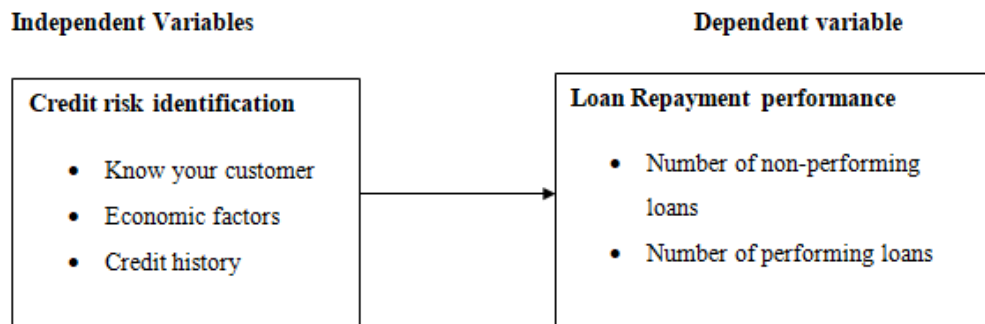 Independent Variables
Dependent variable
Credit risk identification
• Know your customer
• Economic factors
• Credit history
Loan Repayment performance
• Number of non-performing
loans
• Number of performing loans